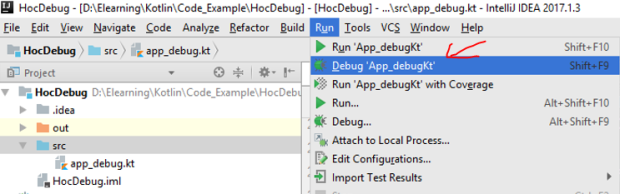 HocDebug - [D:\Elearning\Kotlin\Code_Example\HocDebug] - [HocDebug] - ...\src\app_debug.kt - IntelliJ IDEA 2017.1.3
File Edit View Navigate Code Analyze Refactor Build Run Tools VCS Window Help
HocDebug src app_debug.kt
Project
HocDebug D:\Elearning\Kotlin\Code_Example\HocDebu
.idea
out
src
app_debug.kt
HocDebug.iml
Run 'App_debugKt' Shift+F10
Debug 'App_debugKt' Shift+F9
Run 'App_debugKt' with Coverage
Run... Alt+Shift+F10
Debug... Alt+Shift+F9
Attach to Local Process...
Edit Configurations...
Import Test Results